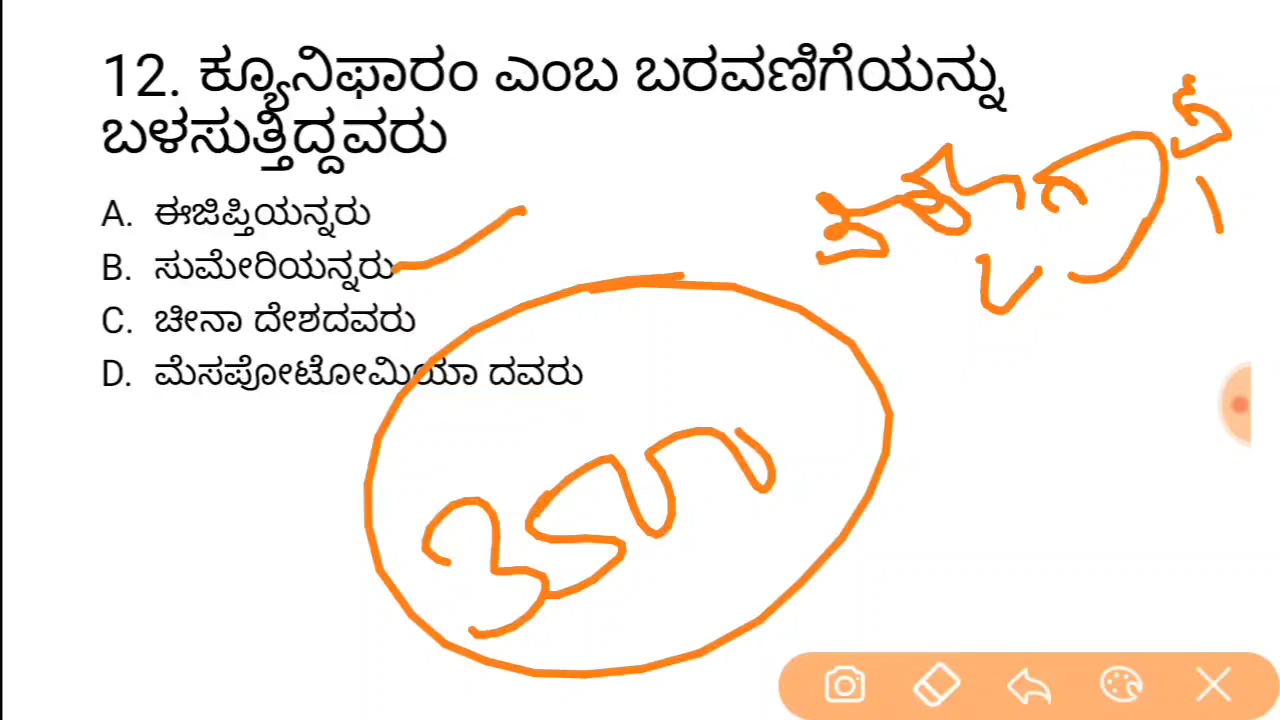 12. ಕ್ಯೂನಿಫಾರಂ ಎಂಬ ಬರವಣಿಗೆಯನ್ನು
ಬಳಸುತ್ತಿದ್ದವರು
A. ಈಜಿಪ್ತಿಯನ್ನರು
B. ಸುಮೇರಿಯನ್ನರು
C. ಚೀನಾ ದೇಶದವರು
D. ಮೆಸಪೋಟೋಮಿಯಾ ದವರು